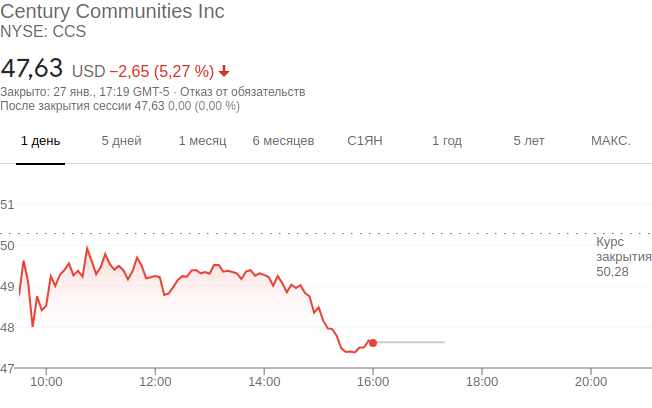 Century Communities Inc
NYSE: CCS
47,63 USD −2,65 (5,27 %)
Закрыто: 27 янв., 17:19 GMT-5 · Отказ от обязательств
После закрытия сессии 47,63 0,00 (0,00 %)
1 день 5 дней 1 месяц 6 месяцев С1ЯН 1 год 5 лет МАКС.
51
50
49
48
47
Курс
закрытия
50,28
10:00 12:00 14:00 16:00 18:00 20:00